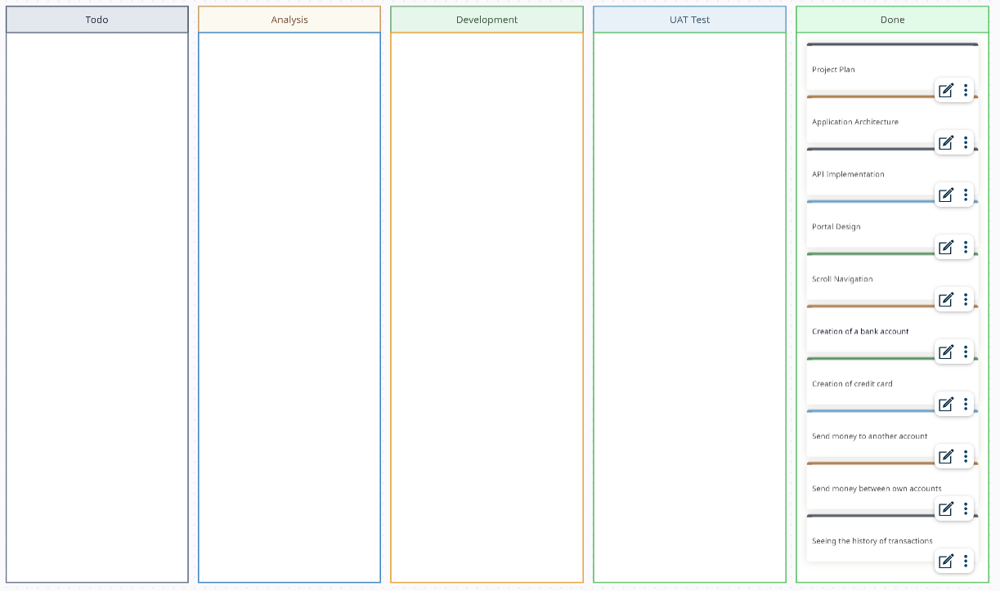 Todo
Analysis
Development
UAT Test
Done
Project Plan
Application Architecture
API Implementation
Portal Design
Scroll Navigation
Creation of a bank account
Creation of credit card
Send money to another account
Send money between own accounts
Seeing the history of transactions